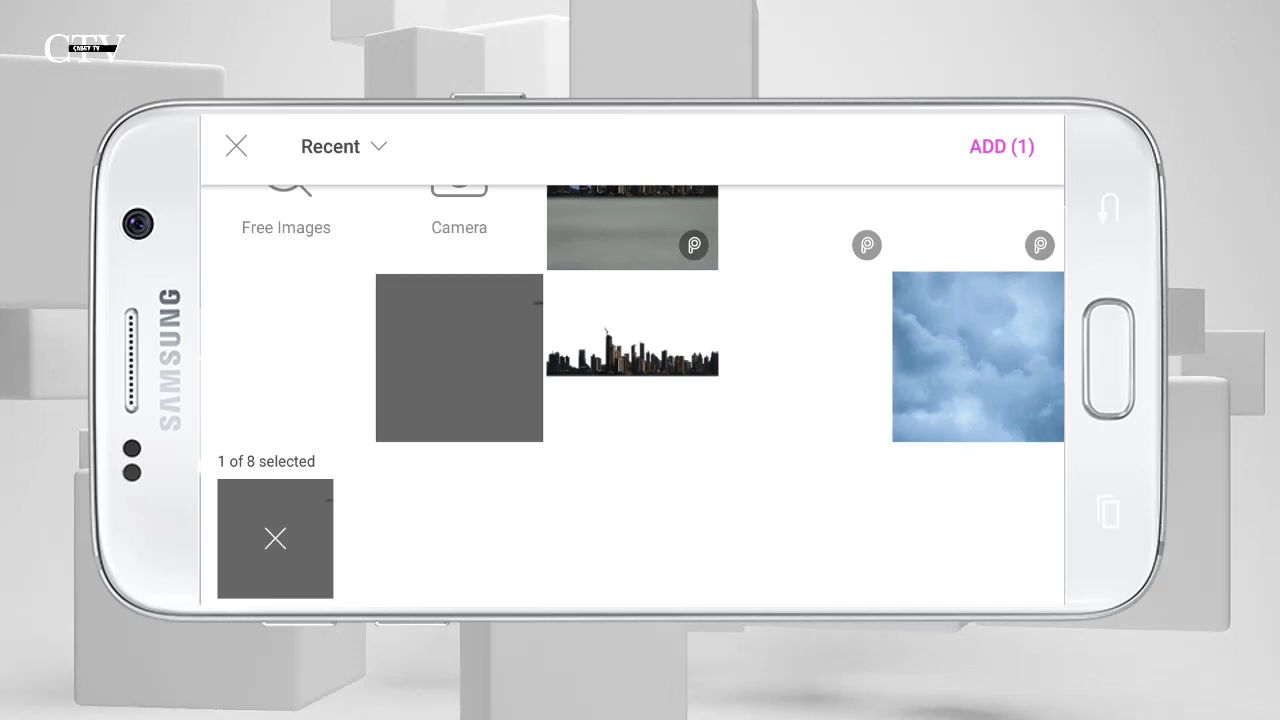 CTV
Recent
ADD (1)
Free Images
Camera
SAMSUNG
1 of 8 selected